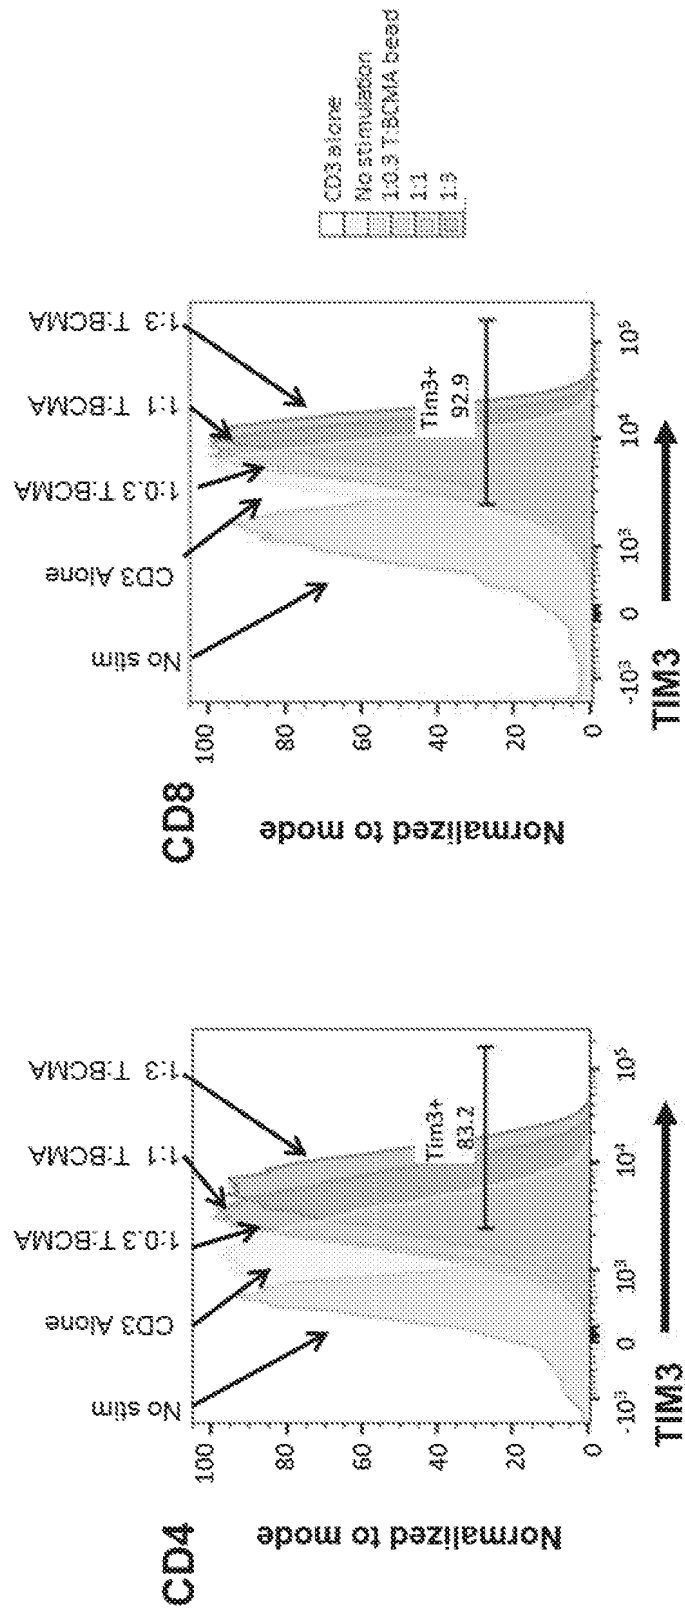 CD4
Normalized to mode
100
80
60
40
20
0
-10³
0
10³
10⁴
10⁵
TIM3
No stim
CD3 Alone
1:0.3 T:BCMA
1:1 T:BCMA
1:3 T:BCMA
Tim3+
83.2
CD8
Normalized to mode
100
80
60
40
20
0
-10³
0
10³
10⁴
10⁵
TIM3
No stim
CD3 Alone
1:0.3 T:BCMA
1:1 T:BCMA
1:3 T:BCMA
Tim3+
92.9
CD3 alone
No stimulation
1:0.3 T:BCMA bead
1:1
1:3